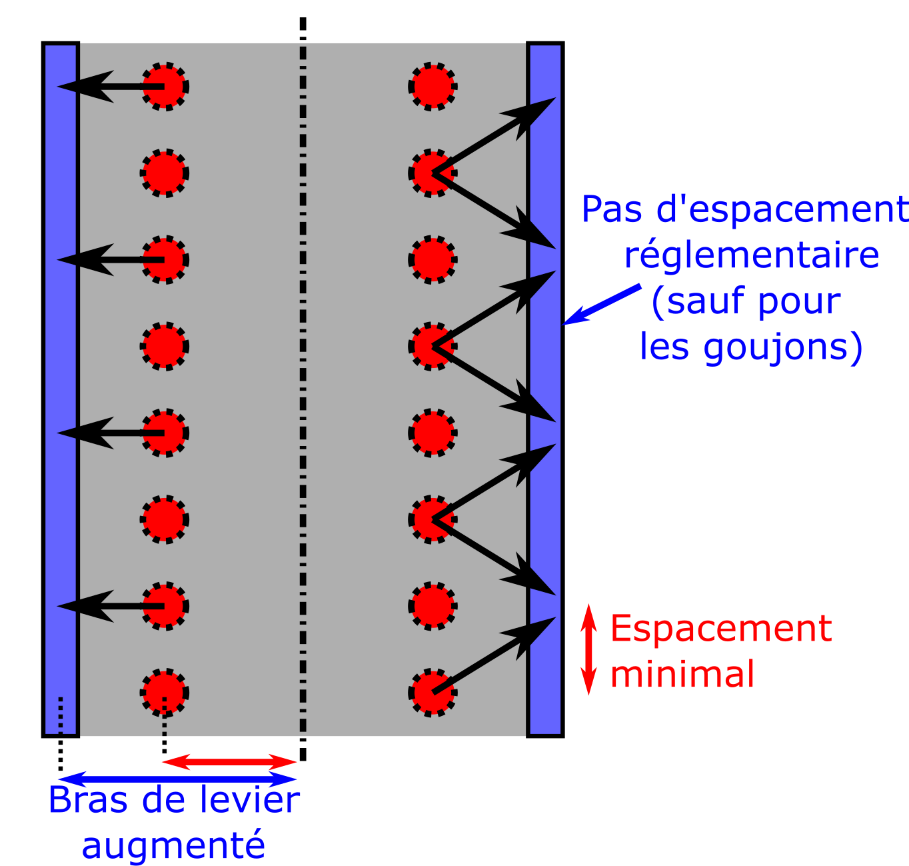 Pas d'espacement
réglementaire
(sauf pour
les goujons)
Espacement
minimal
Bras de levier
augmenté